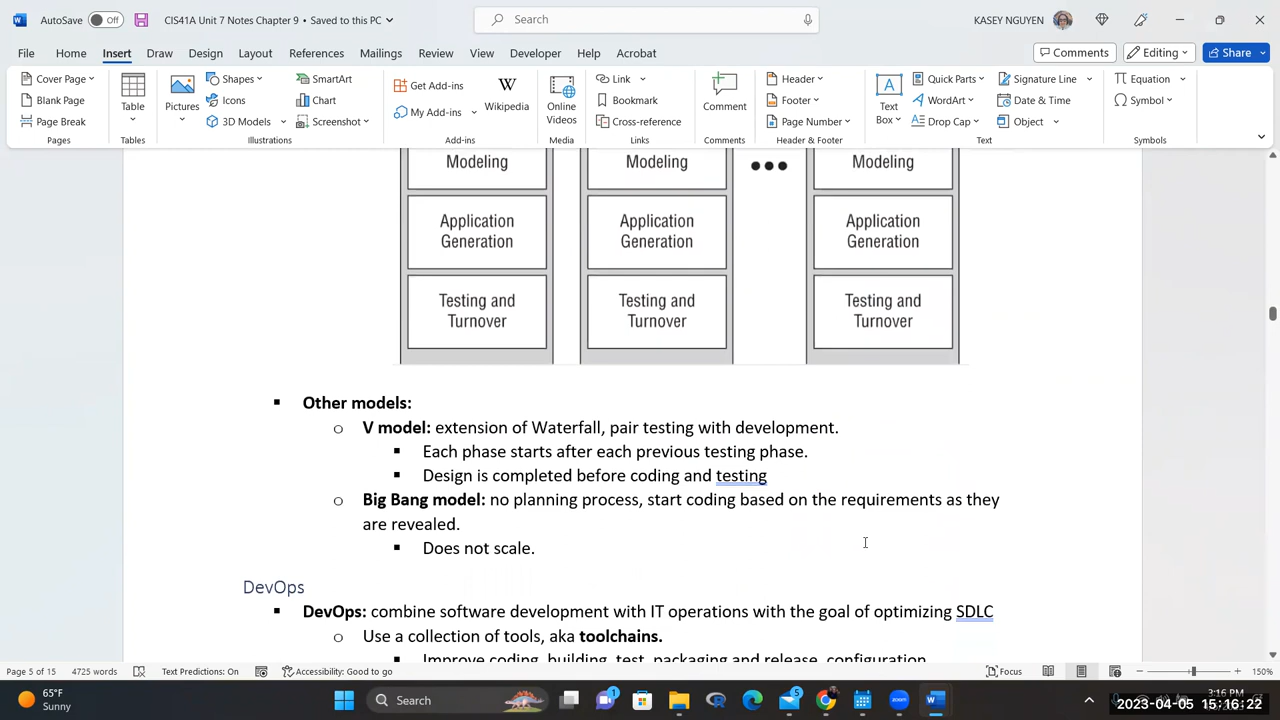 AutoSave Off CIS41A Unit 7 Notes Chapter 9 • Saved to this PC Search KASEY NGUYEN
File Home Insert Draw Design Layout References Mailings Review View Developer Help Acrobat Comments Editing Share
Cover Page
Blank Page
Page Break
Pages
Table
Tables
Pictures
Shapes
Icons
3D Models
SmartArt
Chart
Screenshot
Illustrations
Get Add-ins
My Add-ins
Wikipedia
Add-ins
Online
Videos
Media
Link
Bookmark
Cross-reference
Links
Comment
Comments
Header
Footer
Page Number
Header & Footer
Text
Box
Quick Parts
WordArt
Drop Cap
Signature Line
Date & Time
Object
Text
Equation
Symbol
Symbols
Modeling Modeling Modeling
Application Application Application
Generation Generation Generation
Testing and Testing and Testing and
Turnover Turnover Turnover
▪ Other models:
o V model: extension of Waterfall, pair testing with development.
▪ Each phase starts after each previous testing phase.
▪ Design is completed before coding and testing
o Big Bang model: no planning process, start coding based on the requirements as they
are revealed.
▪ Does not scale.
DevOps
▪ DevOps: combine software development with IT operations with the goal of optimizing SDLC
o Use a collection of tools, aka toolchains.
▪ Improve coding, building, test, packaging and release, configuration,
Page 5 of 15 4725 words Text Predictions: On Accessibility: Good to go Focus 150%
65°F
Sunny
Search
1
5
3:16 PM
2023-04-05 15:16:22